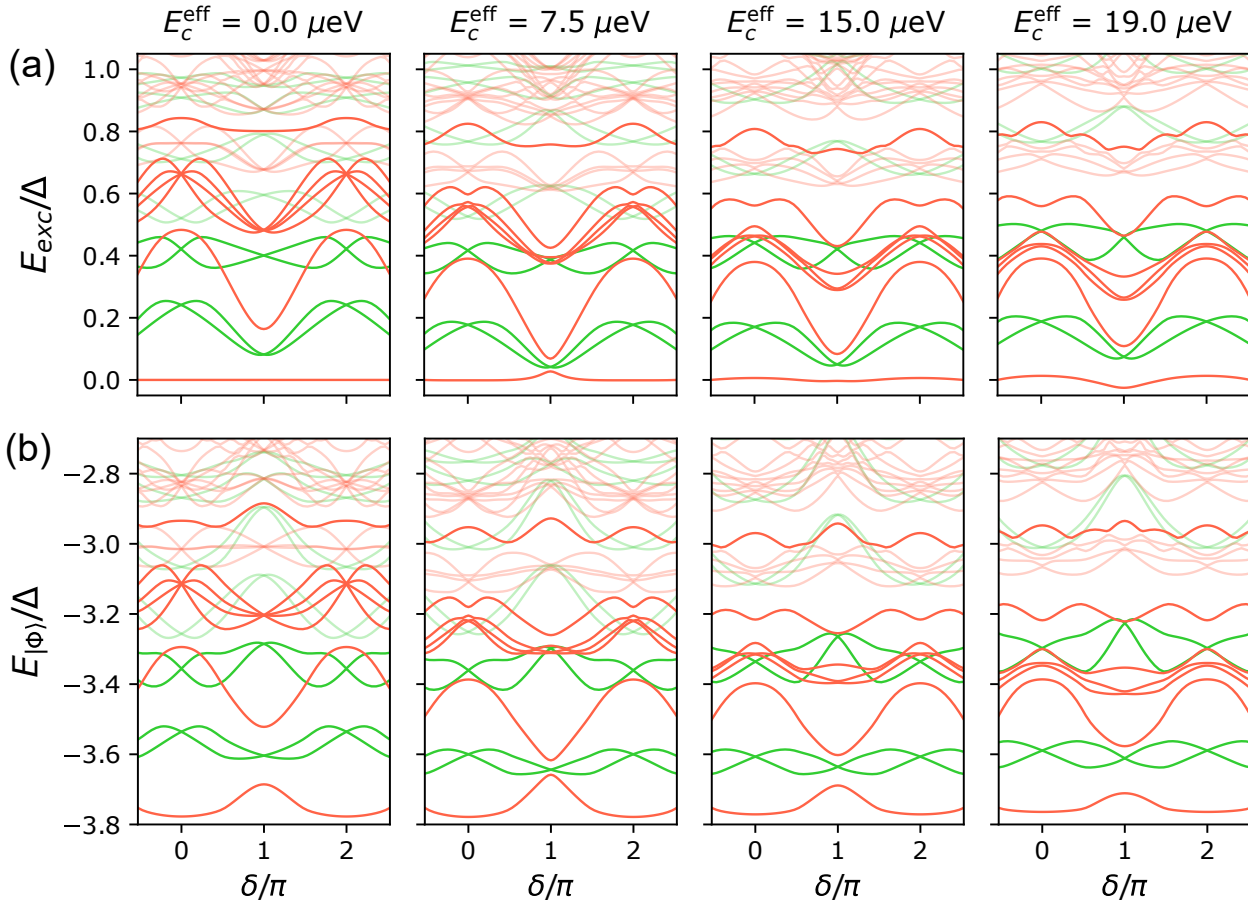 E_c^eff = 0.0 μeV
E_c^eff = 7.5 μeV
E_c^eff = 15.0 μeV
E_c^eff = 19.0 μeV
(a)
E_exc/Δ
1.0
0.8
0.6
0.4
0.2
0.0
(b)
E_|Φ⟩/Δ
−2.8
−3.0
−3.2
−3.4
−3.6
−3.8
0 1 2
0 1 2
0 1 2
0 1 2
δ/π
δ/π
δ/π
δ/π